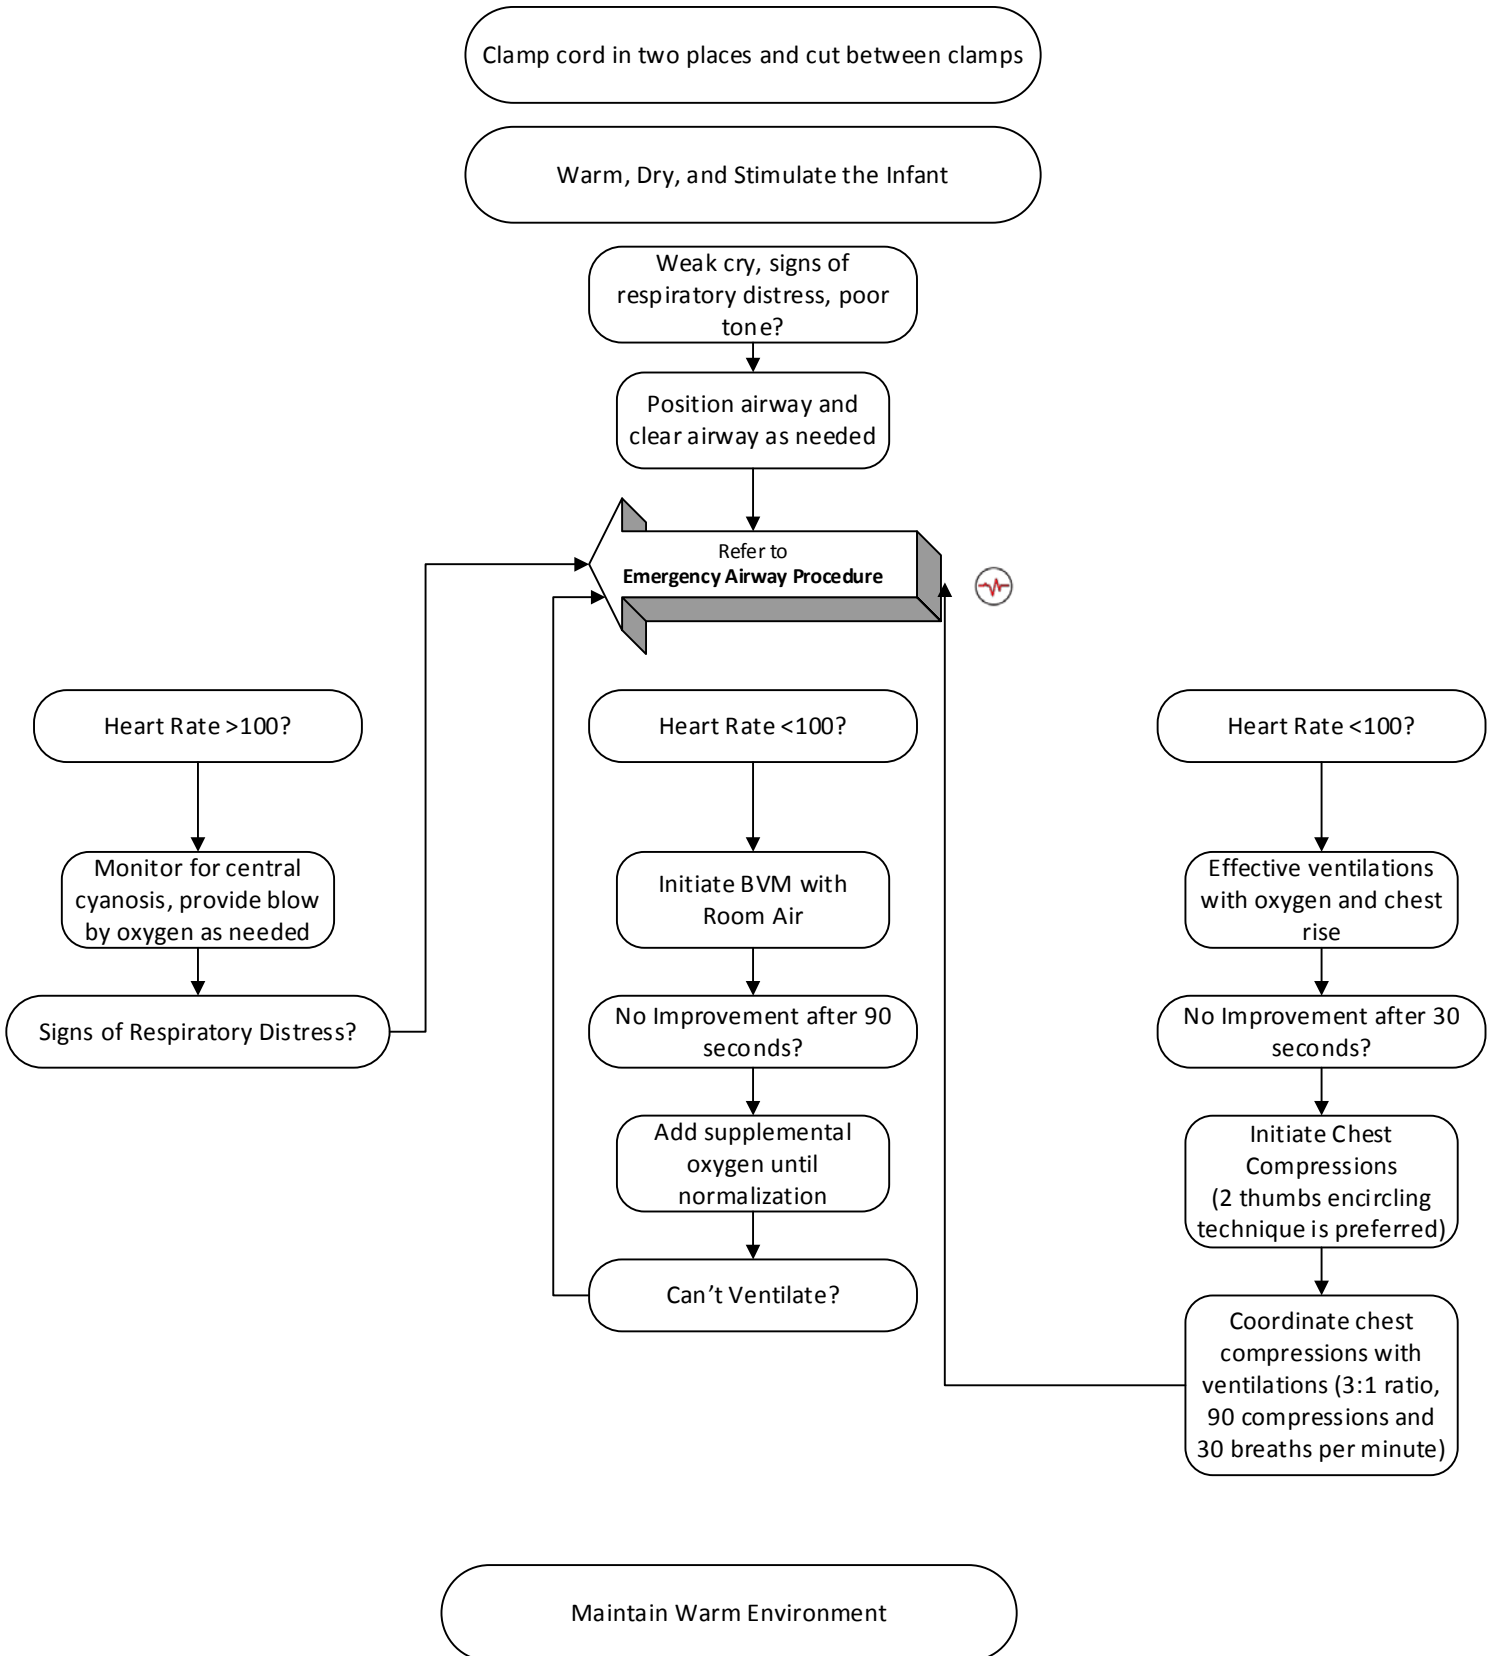 Clamp cord in two places and cut between clamps
Warm, Dry, and Stimulate the Infant
Weak cry, signs of
respiratory distress, poor
tone?
Position airway and
clear airway as needed
Refer to
Emergency Airway Procedure
Heart Rate >100?
Monitor for central
cyanosis, provide blow
by oxygen as needed
Signs of Respiratory Distress?
Heart Rate <100?
Initiate BVM with
Room Air
No Improvement after 90
seconds?
Add supplemental
oxygen until
normalization
Can't Ventilate?
Heart Rate <100?
Effective ventilations
with oxygen and chest
rise
No Improvement after 30
seconds?
Initiate Chest
Compressions
(2 thumbs encircling
technique is preferred)
Coordinate chest
compressions with
ventilations (3:1 ratio,
90 compressions and
30 breaths per minute)
Maintain Warm Environment